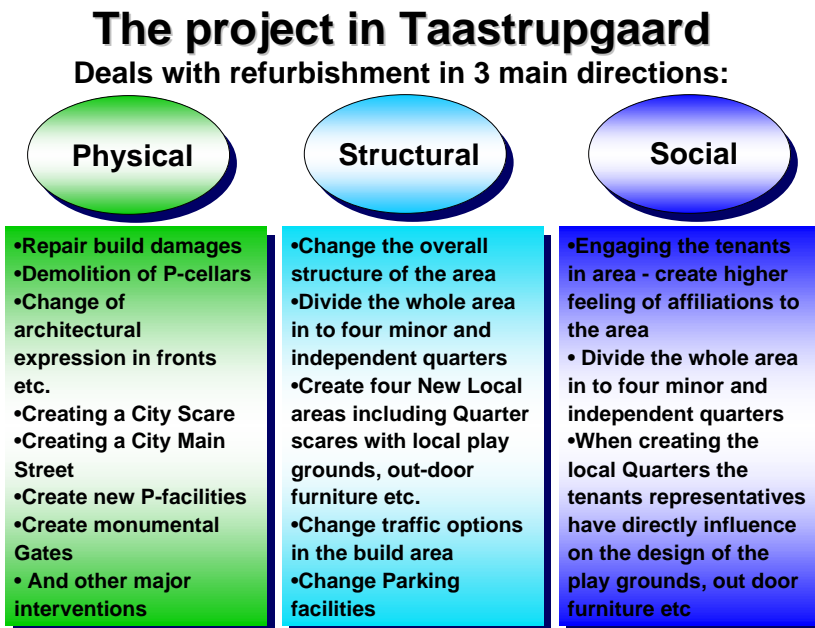 The project in Taastrupgaard
Deals with refurbishment in 3 main directions:
Physical
Structural
Social
•Repair build damages
•Demolition of P-cellars
•Change of
architectural
expression in fronts
etc.
•Creating a City Scare
•Creating a City Main
Street
•Create new P-facilities
•Create monumental
Gates
• And other major
interventions
•Change the overall
structure of the area
•Divide the whole area
in to four minor and
independent quarters
•Create four New Local
areas including Quarter
scares with local play
grounds, out-door
furniture etc.
•Change traffic options
in the build area
•Change Parking
facilities
•Engaging the tenants
in area - create higher
feeling of affiliations to
the area
• Divide the whole area
in to four minor and
independent quarters
•When creating the
local Quarters the
tenants representatives
have directly influence
on the design of the
play grounds, out door
furniture etc